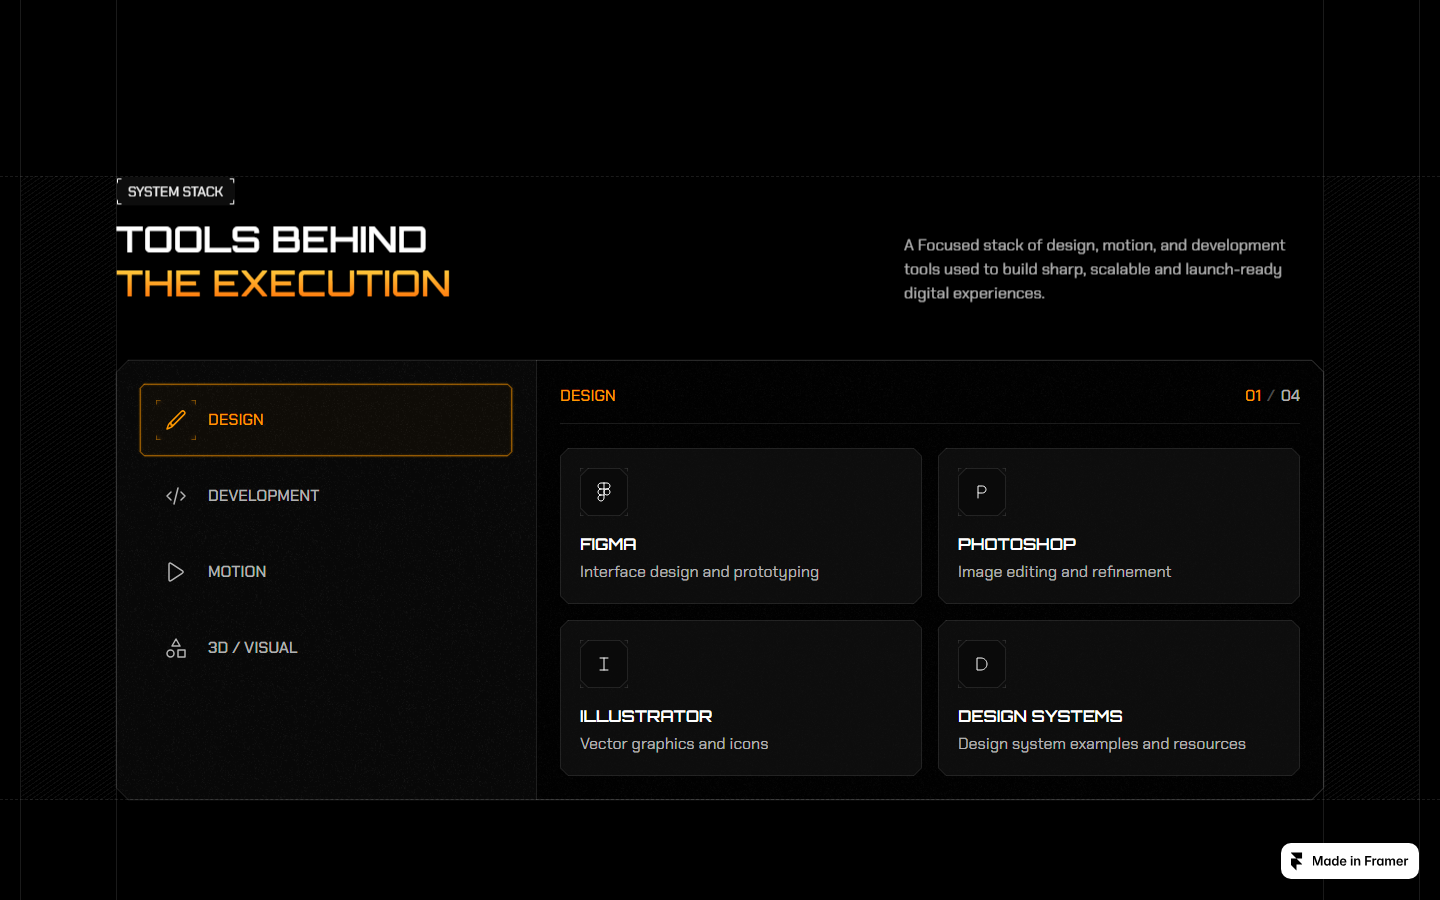 SYSTEM STACK
TOOLS BEHIND
THE EXECUTION
A Focused stack of design, motion, and development
tools used to build sharp, scalable and launch-ready
digital experiences.
DESIGN
DEVELOPMENT
MOTION
3D / VISUAL
DESIGN
01 / 04
FIGMA
Interface design and prototyping
P
PHOTOSHOP
Image editing and refinement
I
ILLUSTRATOR
Vector graphics and icons
D
DESIGN SYSTEMS
Design system examples and resources
Made in Framer